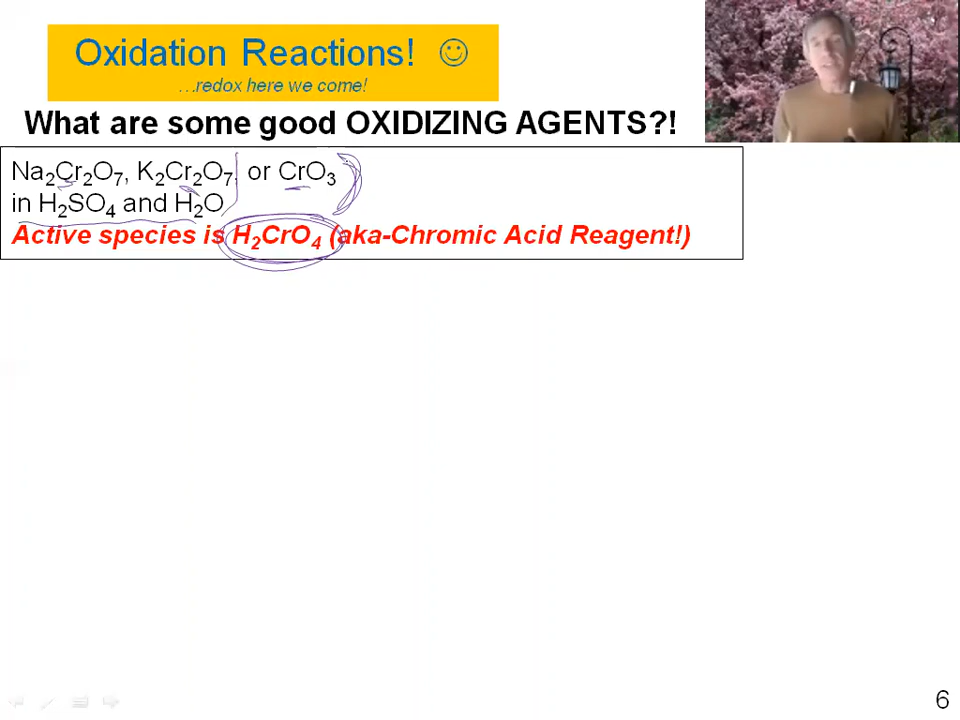 Oxidation Reactions! ☺
…redox here we come!
What are some good OXIDIZING AGENTS?!
Na₂Cr₂O₇, K₂Cr₂O₇, or CrO₃
in H₂SO₄ and H₂O
Active species is H₂CrO₄ (aka-Chromic Acid Reagent!)
6